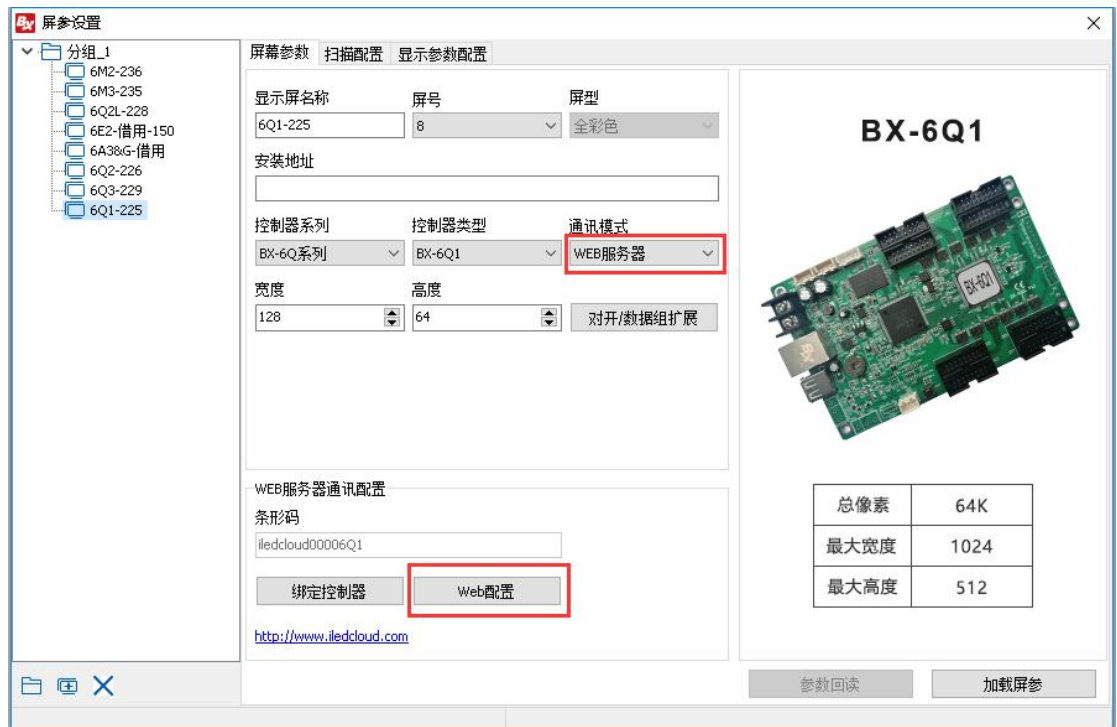 BX 屏参设置
分组_1
6M2-236
6M3-235
6Q2L-228
6E2-借用-150
6A3&G-借用
6Q2-226
6Q3-229
6Q1-225
屏幕参数 扫描配置 显示参数配置
显示屏名称 屏号 屏型
6Q1-225 8 全彩色
安装地址
控制器系列 控制器类型 通讯模式
BX-6Q系列 BX-6Q1 WEB服务器
宽度 高度
128 64 对开/数据组扩展
WEB服务器通讯配置
条形码
iledcloud00006Q1
绑定控制器 Web配置
http://www.iledcloud.com
BX-6Q1
BX-6Q1
总像素 64K
最大宽度 1024
最大高度 512
参数回读 加载屏参